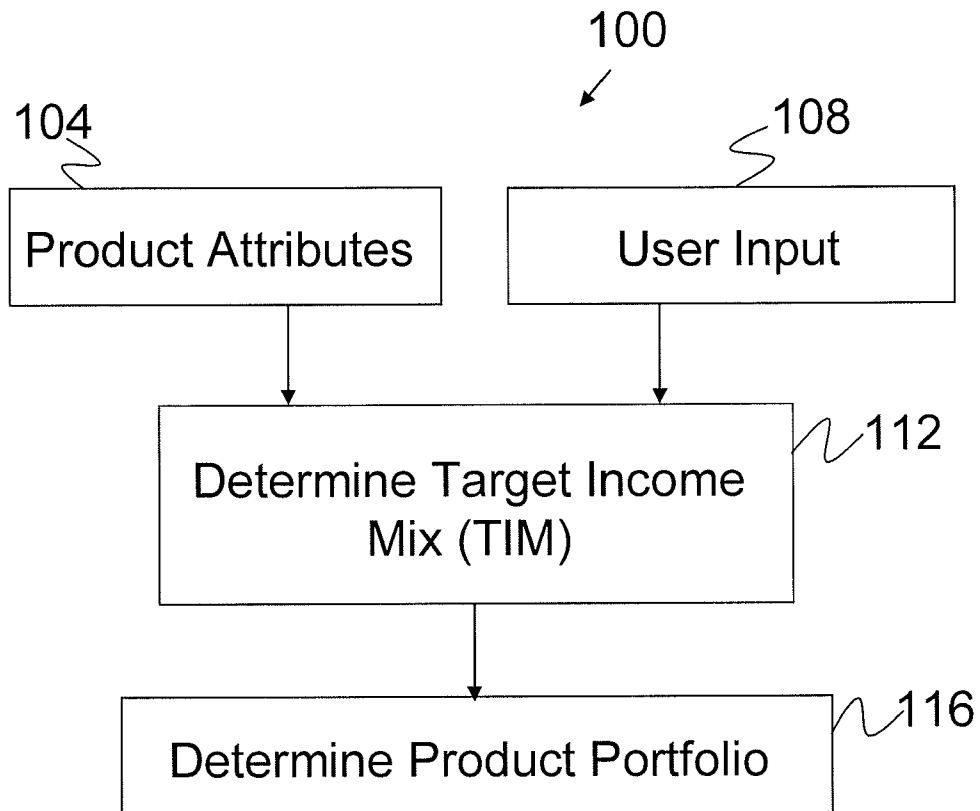 100
104
108
Product Attributes
User Input
112
Determine Target Income
Mix (TIM)
116
Determine Product Portfolio